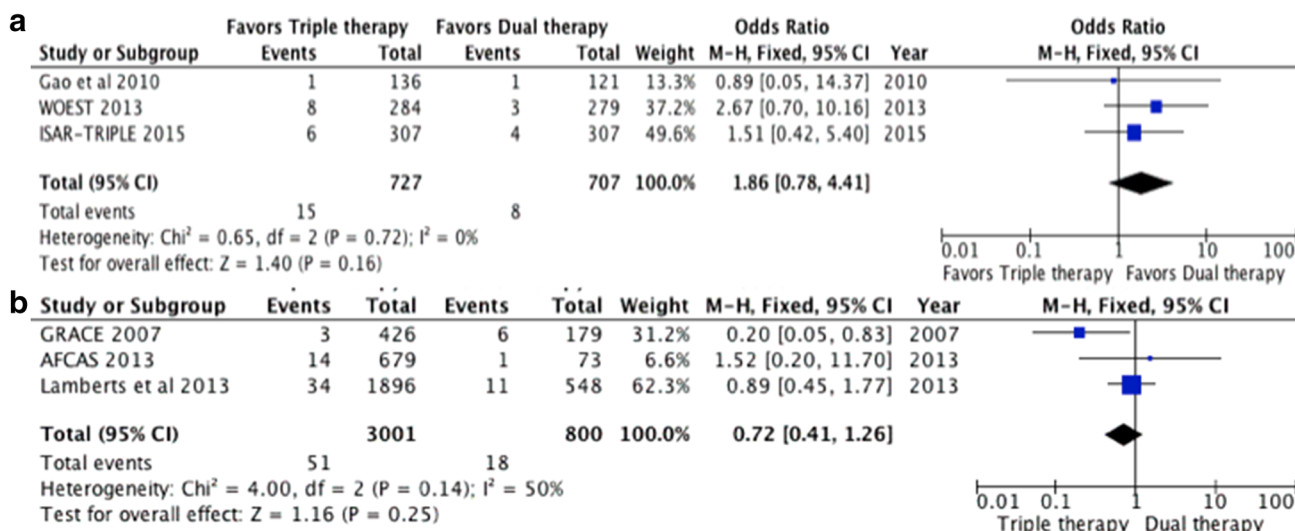 a
Favors Triple therapy Favors Dual therapy Odds Ratio Odds Ratio
Study or Subgroup Events Total Events Total Weight M-H, Fixed, 95% CI Year M-H, Fixed, 95% CI
Gao et al 2010 1 136 1 121 13.3% 0.89 [0.05, 14.37] 2010
WOEST 2013 8 284 3 279 37.2% 2.67 [0.70, 10.16] 2013
ISAR-TRIPLE 2015 6 307 4 307 49.6% 1.51 [0.42, 5.40] 2015
Total (95% CI) 727 707 100.0% 1.86 [0.78, 4.41]
Total events 15 8
Heterogeneity: Chi² = 0.65, df = 2 (P = 0.72); I² = 0%
Test for overall effect: Z = 1.40 (P = 0.16)
0.01 0.1 1 10 100
Favors Triple therapy Favors Dual therapy
b
Study or Subgroup Events Total Events Total Weight M-H, Fixed, 95% CI Year M-H, Fixed, 95% CI
GRACE 2007 3 426 6 179 31.2% 0.20 [0.05, 0.83] 2007
AFCAS 2013 14 679 1 73 6.6% 1.52 [0.20, 11.70] 2013
Lamberts et al 2013 34 1896 11 548 62.3% 0.89 [0.45, 1.77] 2013
Total (95% CI) 3001 800 100.0% 0.72 [0.41, 1.26]
Total events 51 18
Heterogeneity: Chi² = 4.00, df = 2 (P = 0.14); I² = 50%
Test for overall effect: Z = 1.16 (P = 0.25)
0.01 0.1 1 10 100
Triple therapy Dual therapy